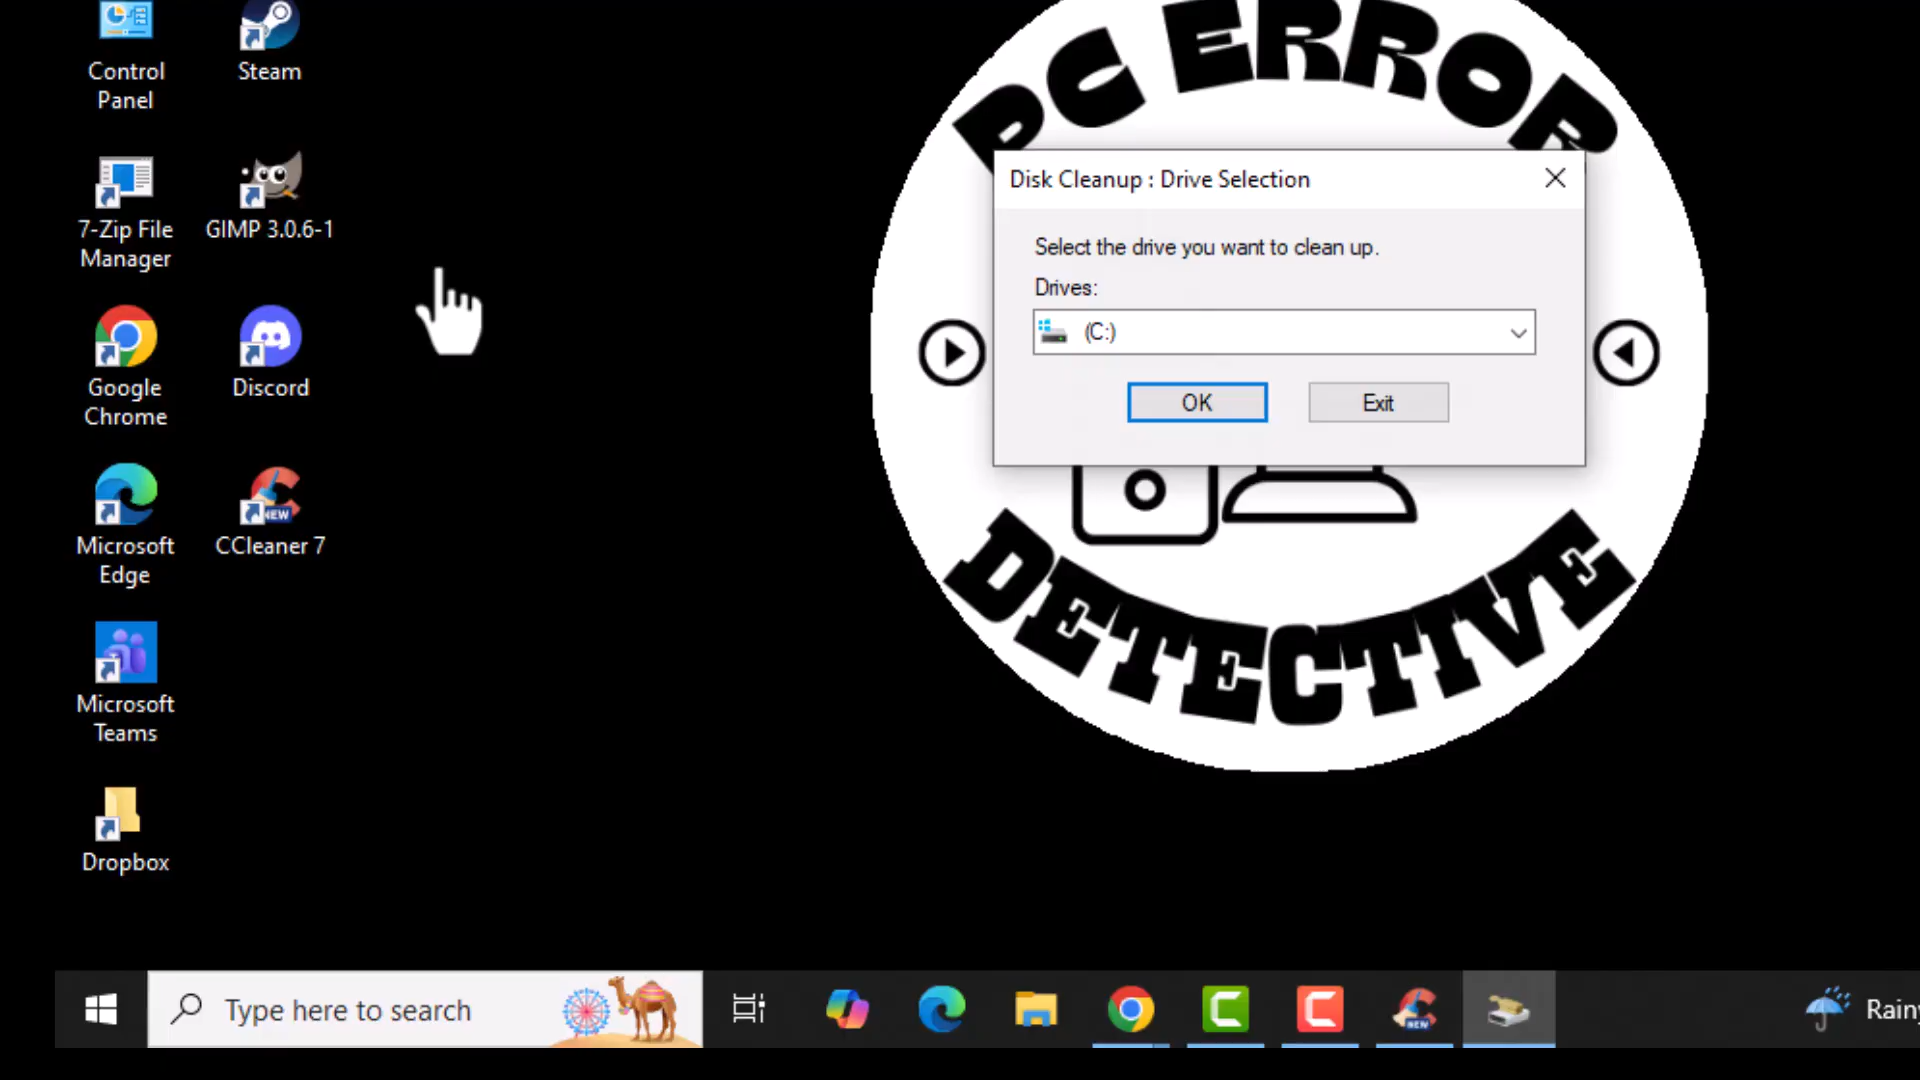 Control
Panel
Steam
7-Zip File
Manager
GIMP 3.0.6-1
Google
Chrome
Discord
Microsoft
Edge
CCleaner 7
NEW
Microsoft
Teams
Dropbox
PC ERROR
Disk Cleanup : Drive Selection
Select the drive you want to clean up.
Drives:
(C:)
OK
Exit
DETECTIVE
Type here to search
NEW